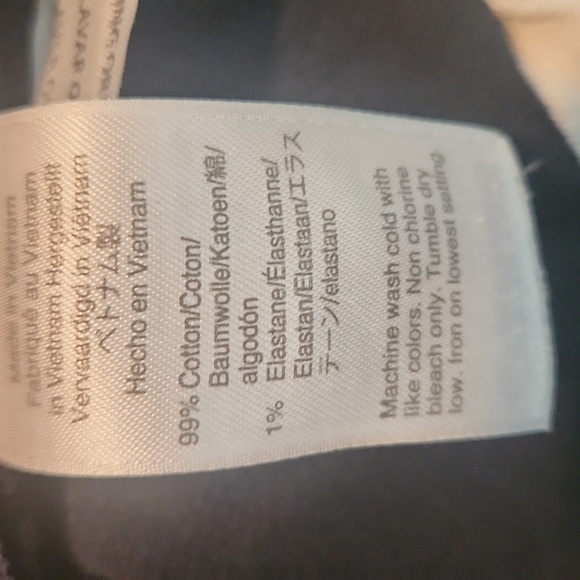 Made in Vietnam
Fabriqué au Vietnam
in Vietnam Hergestellt
Vervaardigd in Vietnam
ベトナム製
Hecho en Vietnam
99% Cotton/Coton/
Baumwolle/Katoen/綿/
algodón
1% Elastane/Élasthanne/
Elastan/Elastaan/エラス
テーン/elastano
Machine wash cold with
like colors. Non chlorine
bleach only. Tumble dry
low. Iron on lowest setting.
LAVAR